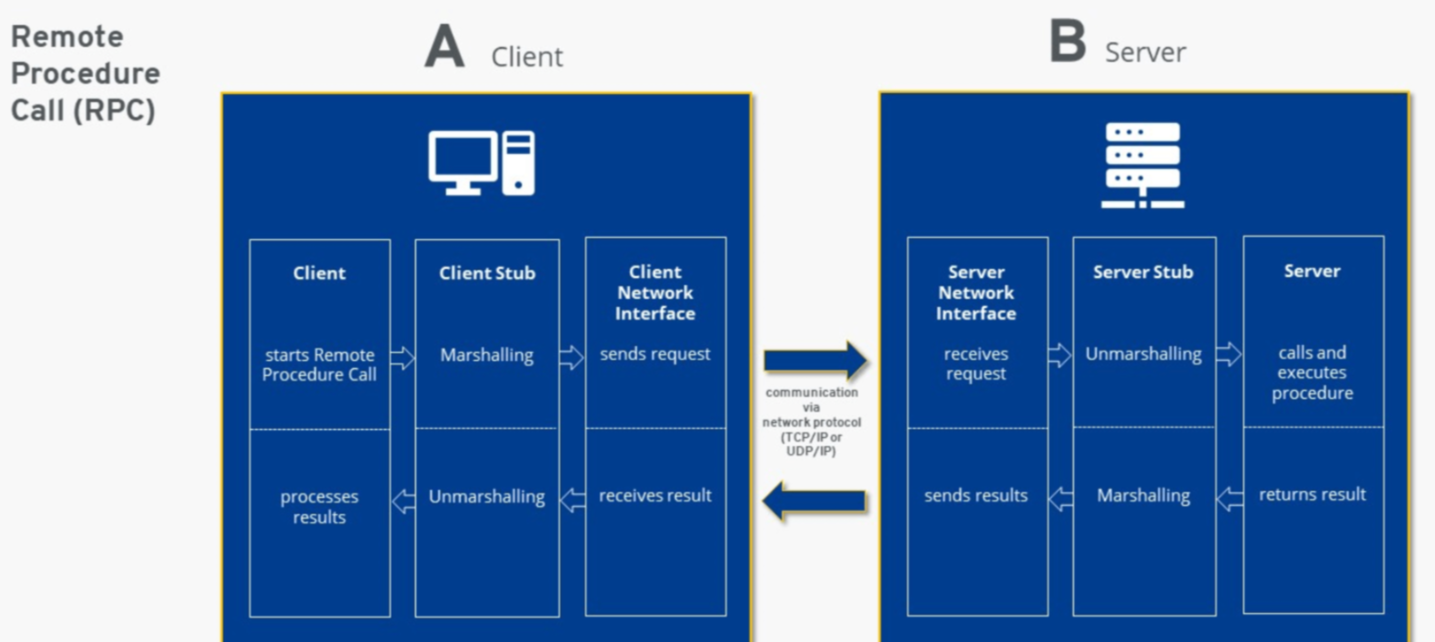 Remote
Procedure
Call (RPC)
A Client
B Server
Client
starts Remote
Procedure Call
processes
results
Client Stub
Marshalling
Unmarshalling
Client
Network
Interface
sends request
receives result
communication
via
network protocol
(TCP/IP or
UDP/IP)
Server
Network
Interface
receives
request
sends results
Server Stub
Unmarshalling
Marshalling
Server
calls and
executes
procedure
returns result